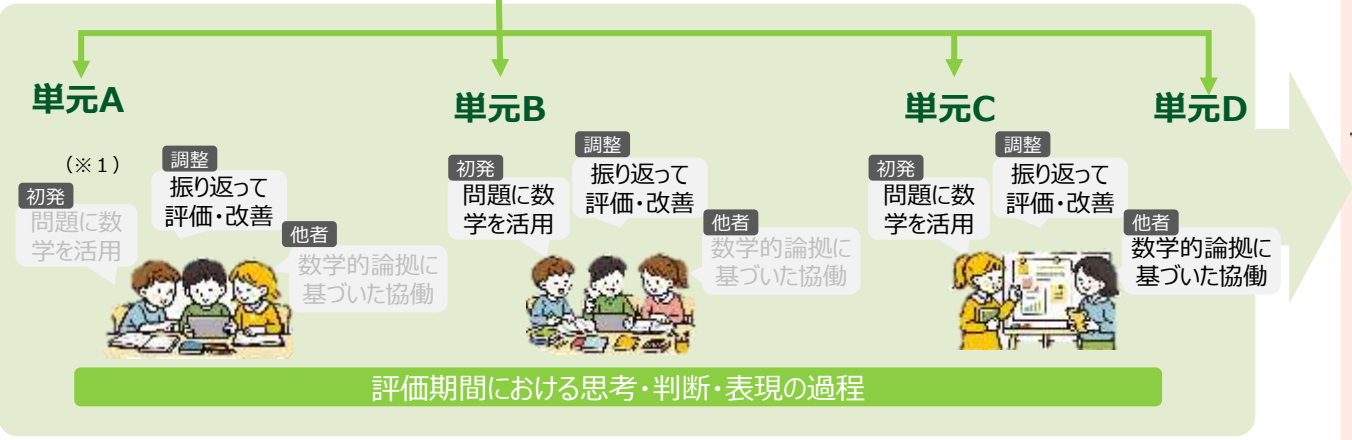 単元A
単元B
単元C
単元D
(※1)
初発
問題に数
学を活用
調整
振り返って
評価・改善
他者
数学的論拠に
基づいた協働
初発
問題に数
学を活用
調整
振り返って
評価・改善
他者
数学的論拠に
基づいた協働
初発
問題に数
学を活用
調整
振り返って
評価・改善
他者
数学的論拠に
基づいた協働
評価期間における思考・判断・表現の過程